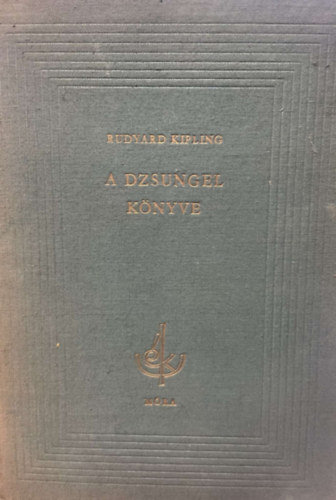 RUDYARD KIPLING
A DZSUNGEL
KÖNYVE
MÓRA